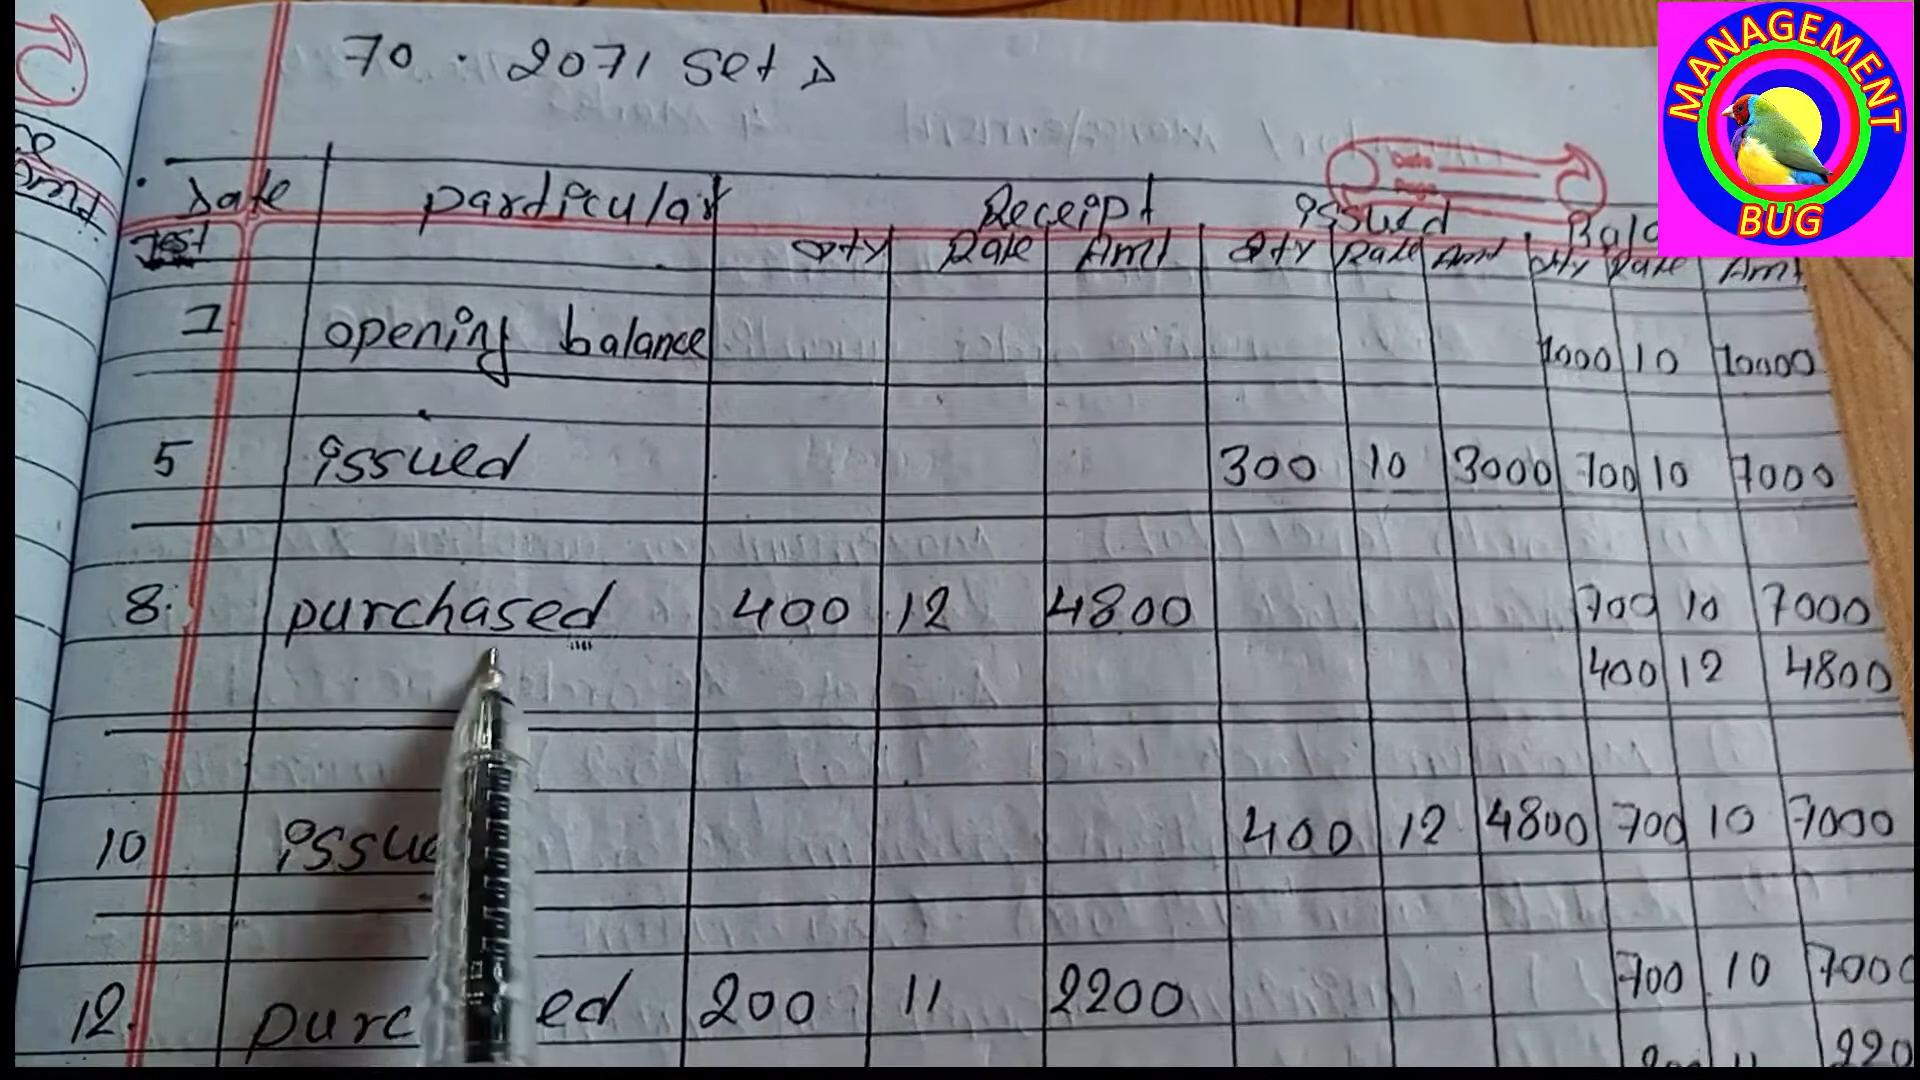 70 . 2071 Set D
MANAGEMENT
BUG
Date particular Receipt issued
Qty Rate Amt Qty Rate Amt Qty Rate Amt
1 opening balance 1000 10 10000
5 issued 300 10 3000 700 10 7000
8. purchased 400 12 4800 700 10 7000
400 12 4800
10 400 12 4800 700 10 7000
12. 200 11 2200 700 10 7000